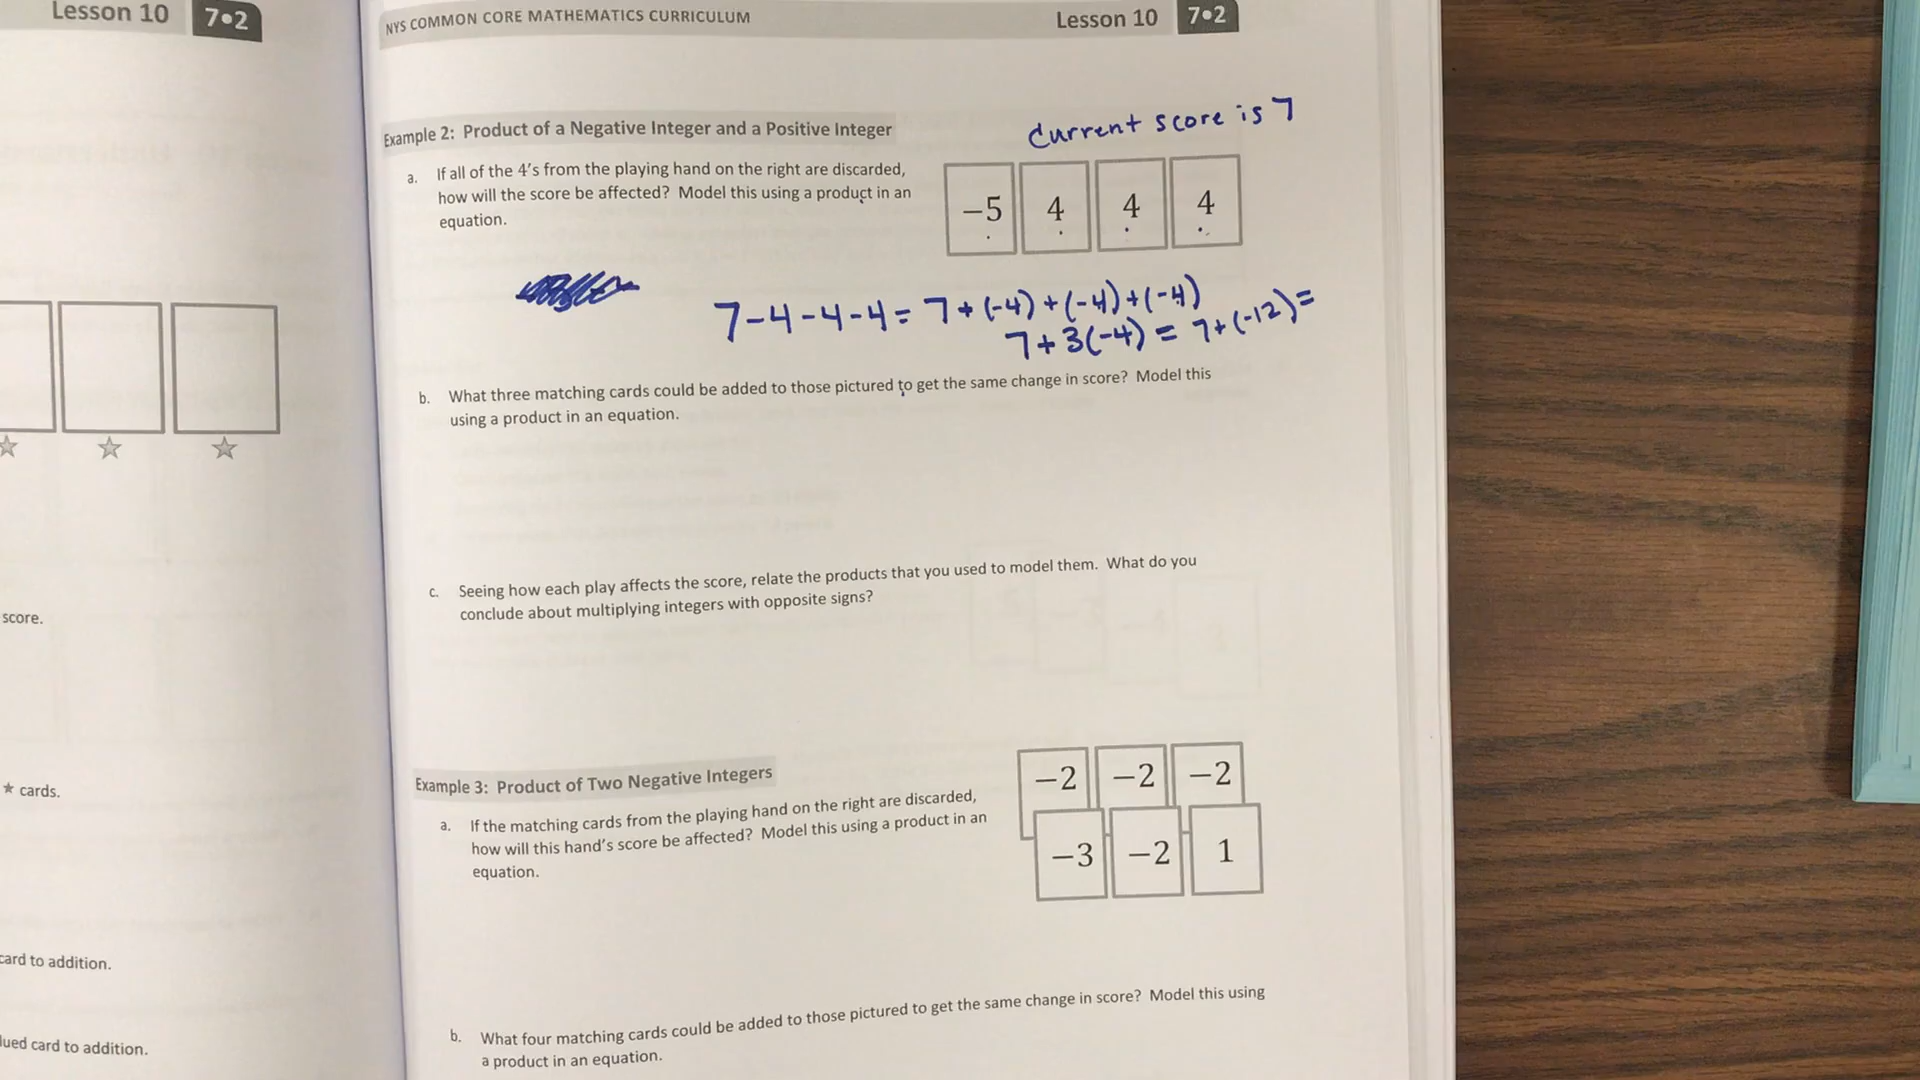 Lesson 10 7•2
score.
★ cards.
card to addition.
lued card to addition.
NYS COMMON CORE MATHEMATICS CURRICULUM Lesson 10 7•2
Current score is 7
Example 2: Product of a Negative Integer and a Positive Integer
a. If all of the 4's from the playing hand on the right are discarded,
how will the score be affected? Model this using a product in an
equation.
−5 4 4 4
7-4-4-4= 7+(-4)+(-4)+(-4)
7+3(-4) = 7+(-12)=
b. What three matching cards could be added to those pictured to get the same change in score? Model this
using a product in an equation.
c. Seeing how each play affects the score, relate the products that you used to model them. What do you
conclude about multiplying integers with opposite signs?
Example 3: Product of Two Negative Integers
a. If the matching cards from the playing hand on the right are discarded,
how will this hand's score be affected? Model this using a product in an
equation.
−2 −2 −2
−3 −2 1
b. What four matching cards could be added to those pictured to get the same change in score? Model this using
a product in an equation.